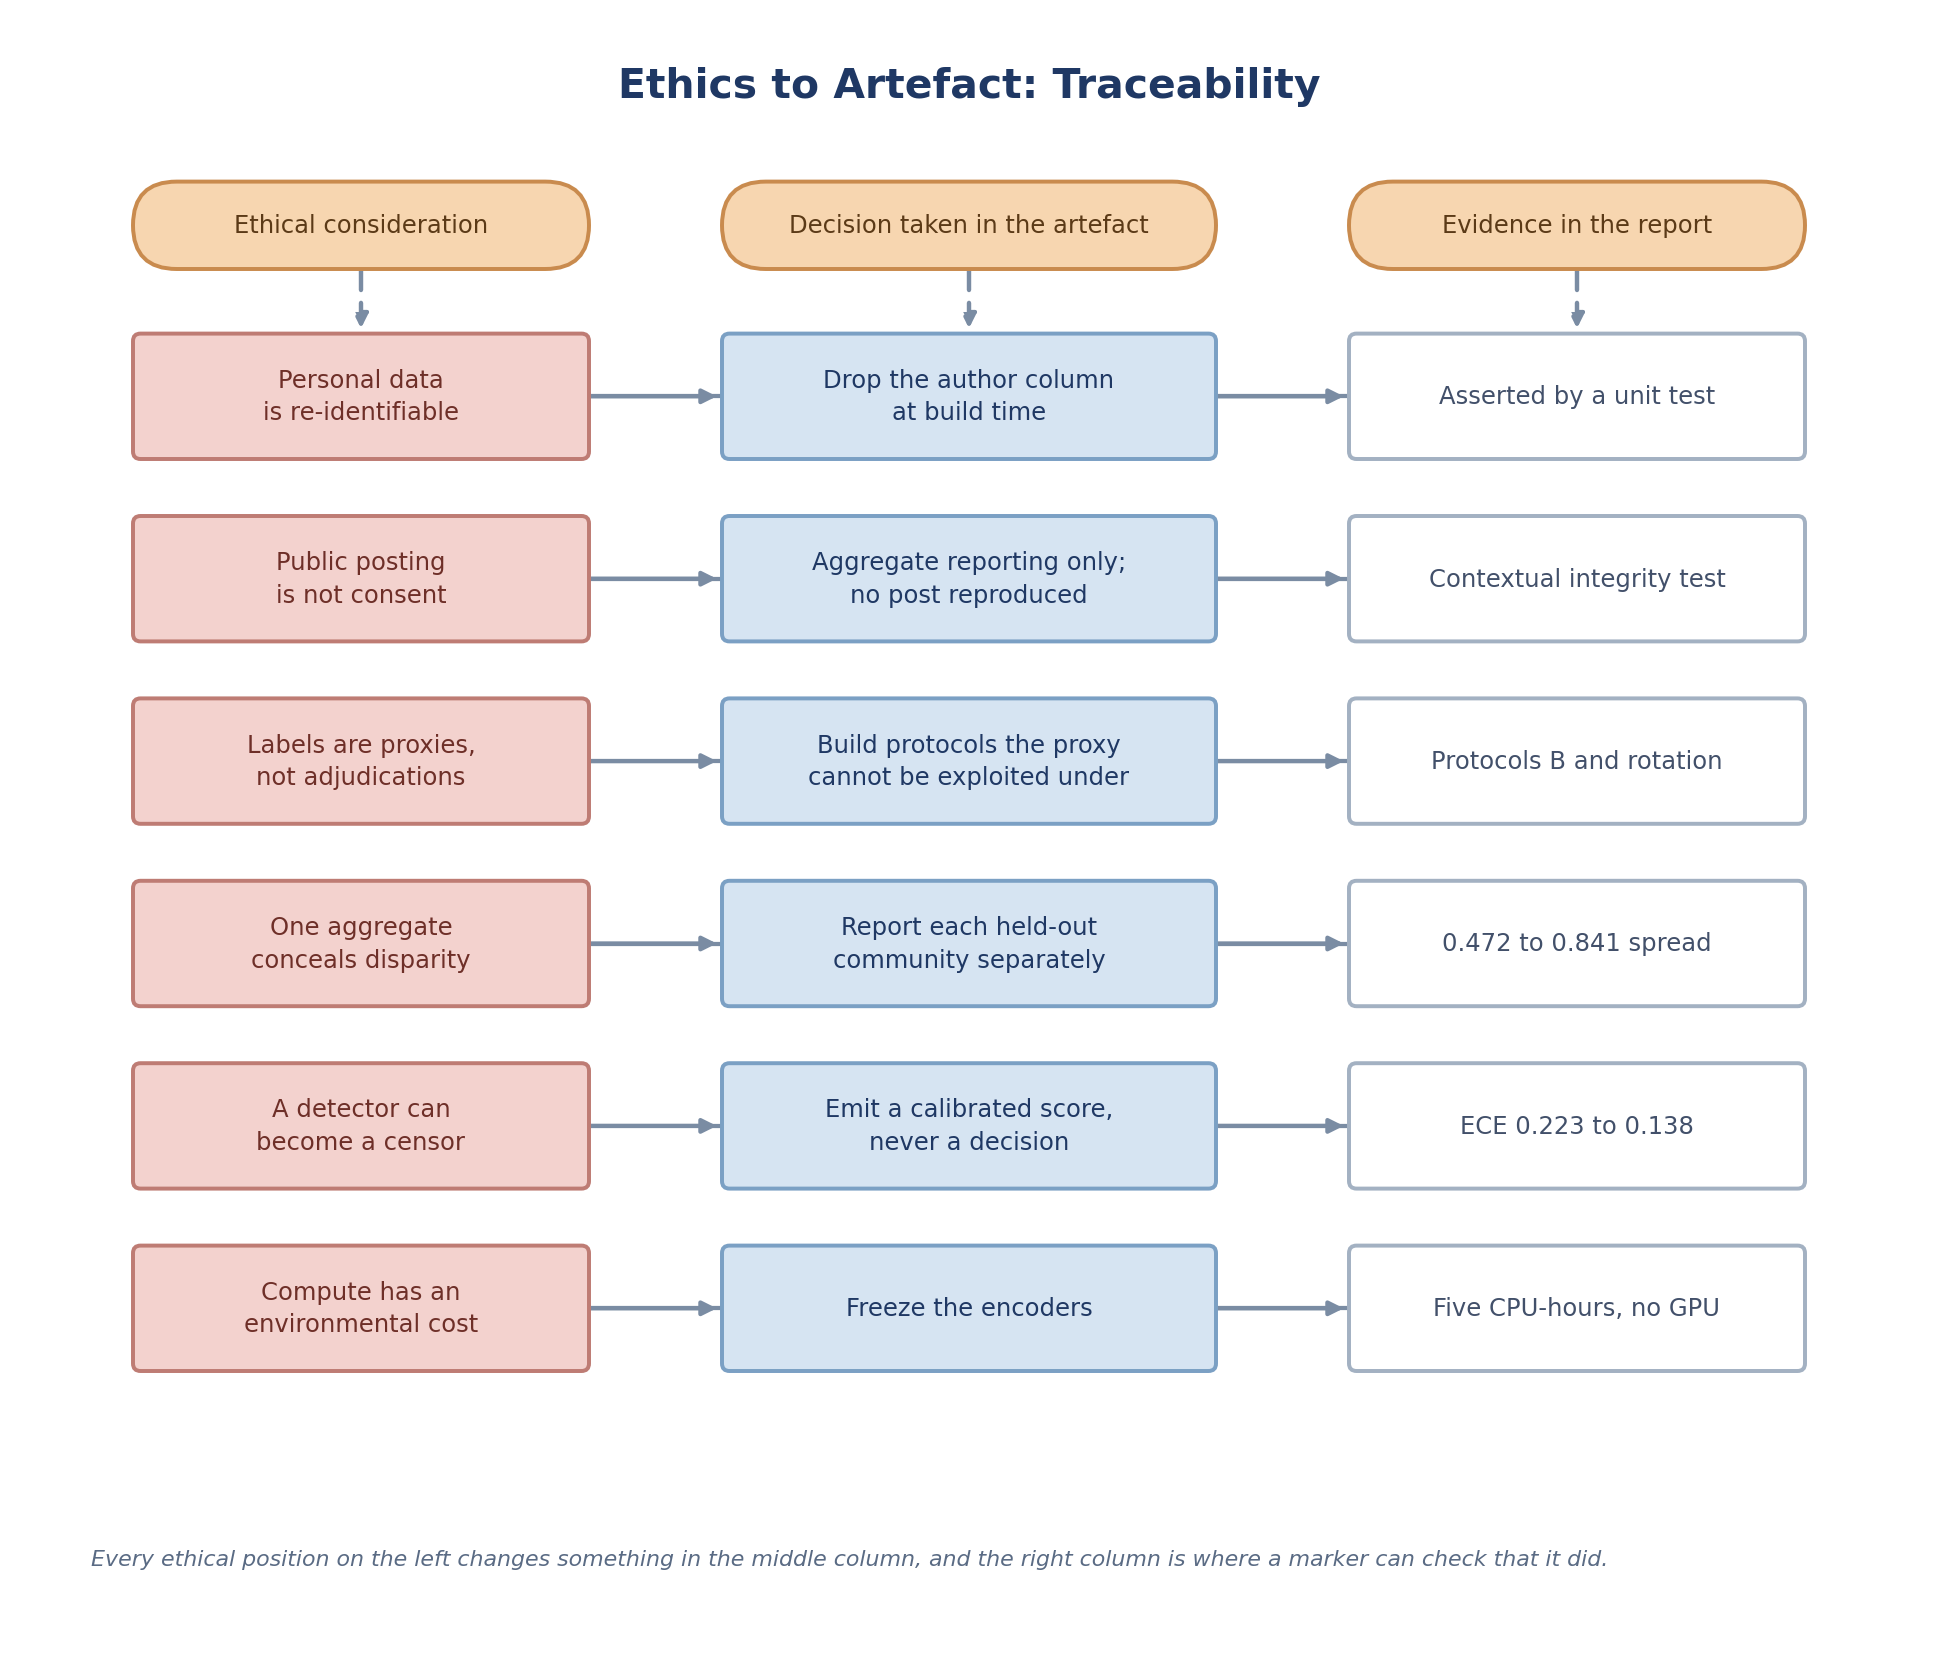 Ethics to Artefact: Traceability
Ethical consideration
Decision taken in the artefact
Evidence in the report
Personal data
is re-identifiable
Drop the author column
at build time
Asserted by a unit test
Public posting
is not consent
Aggregate reporting only;
no post reproduced
Contextual integrity test
Labels are proxies,
not adjudications
Build protocols the proxy
cannot be exploited under
Protocols B and rotation
One aggregate
conceals disparity
Report each held-out
community separately
0.472 to 0.841 spread
A detector can
become a censor
Emit a calibrated score,
never a decision
ECE 0.223 to 0.138
Compute has an
environmental cost
Freeze the encoders
Five CPU-hours, no GPU
Every ethical position on the left changes something in the middle column, and the right column is where a marker can check that it did.